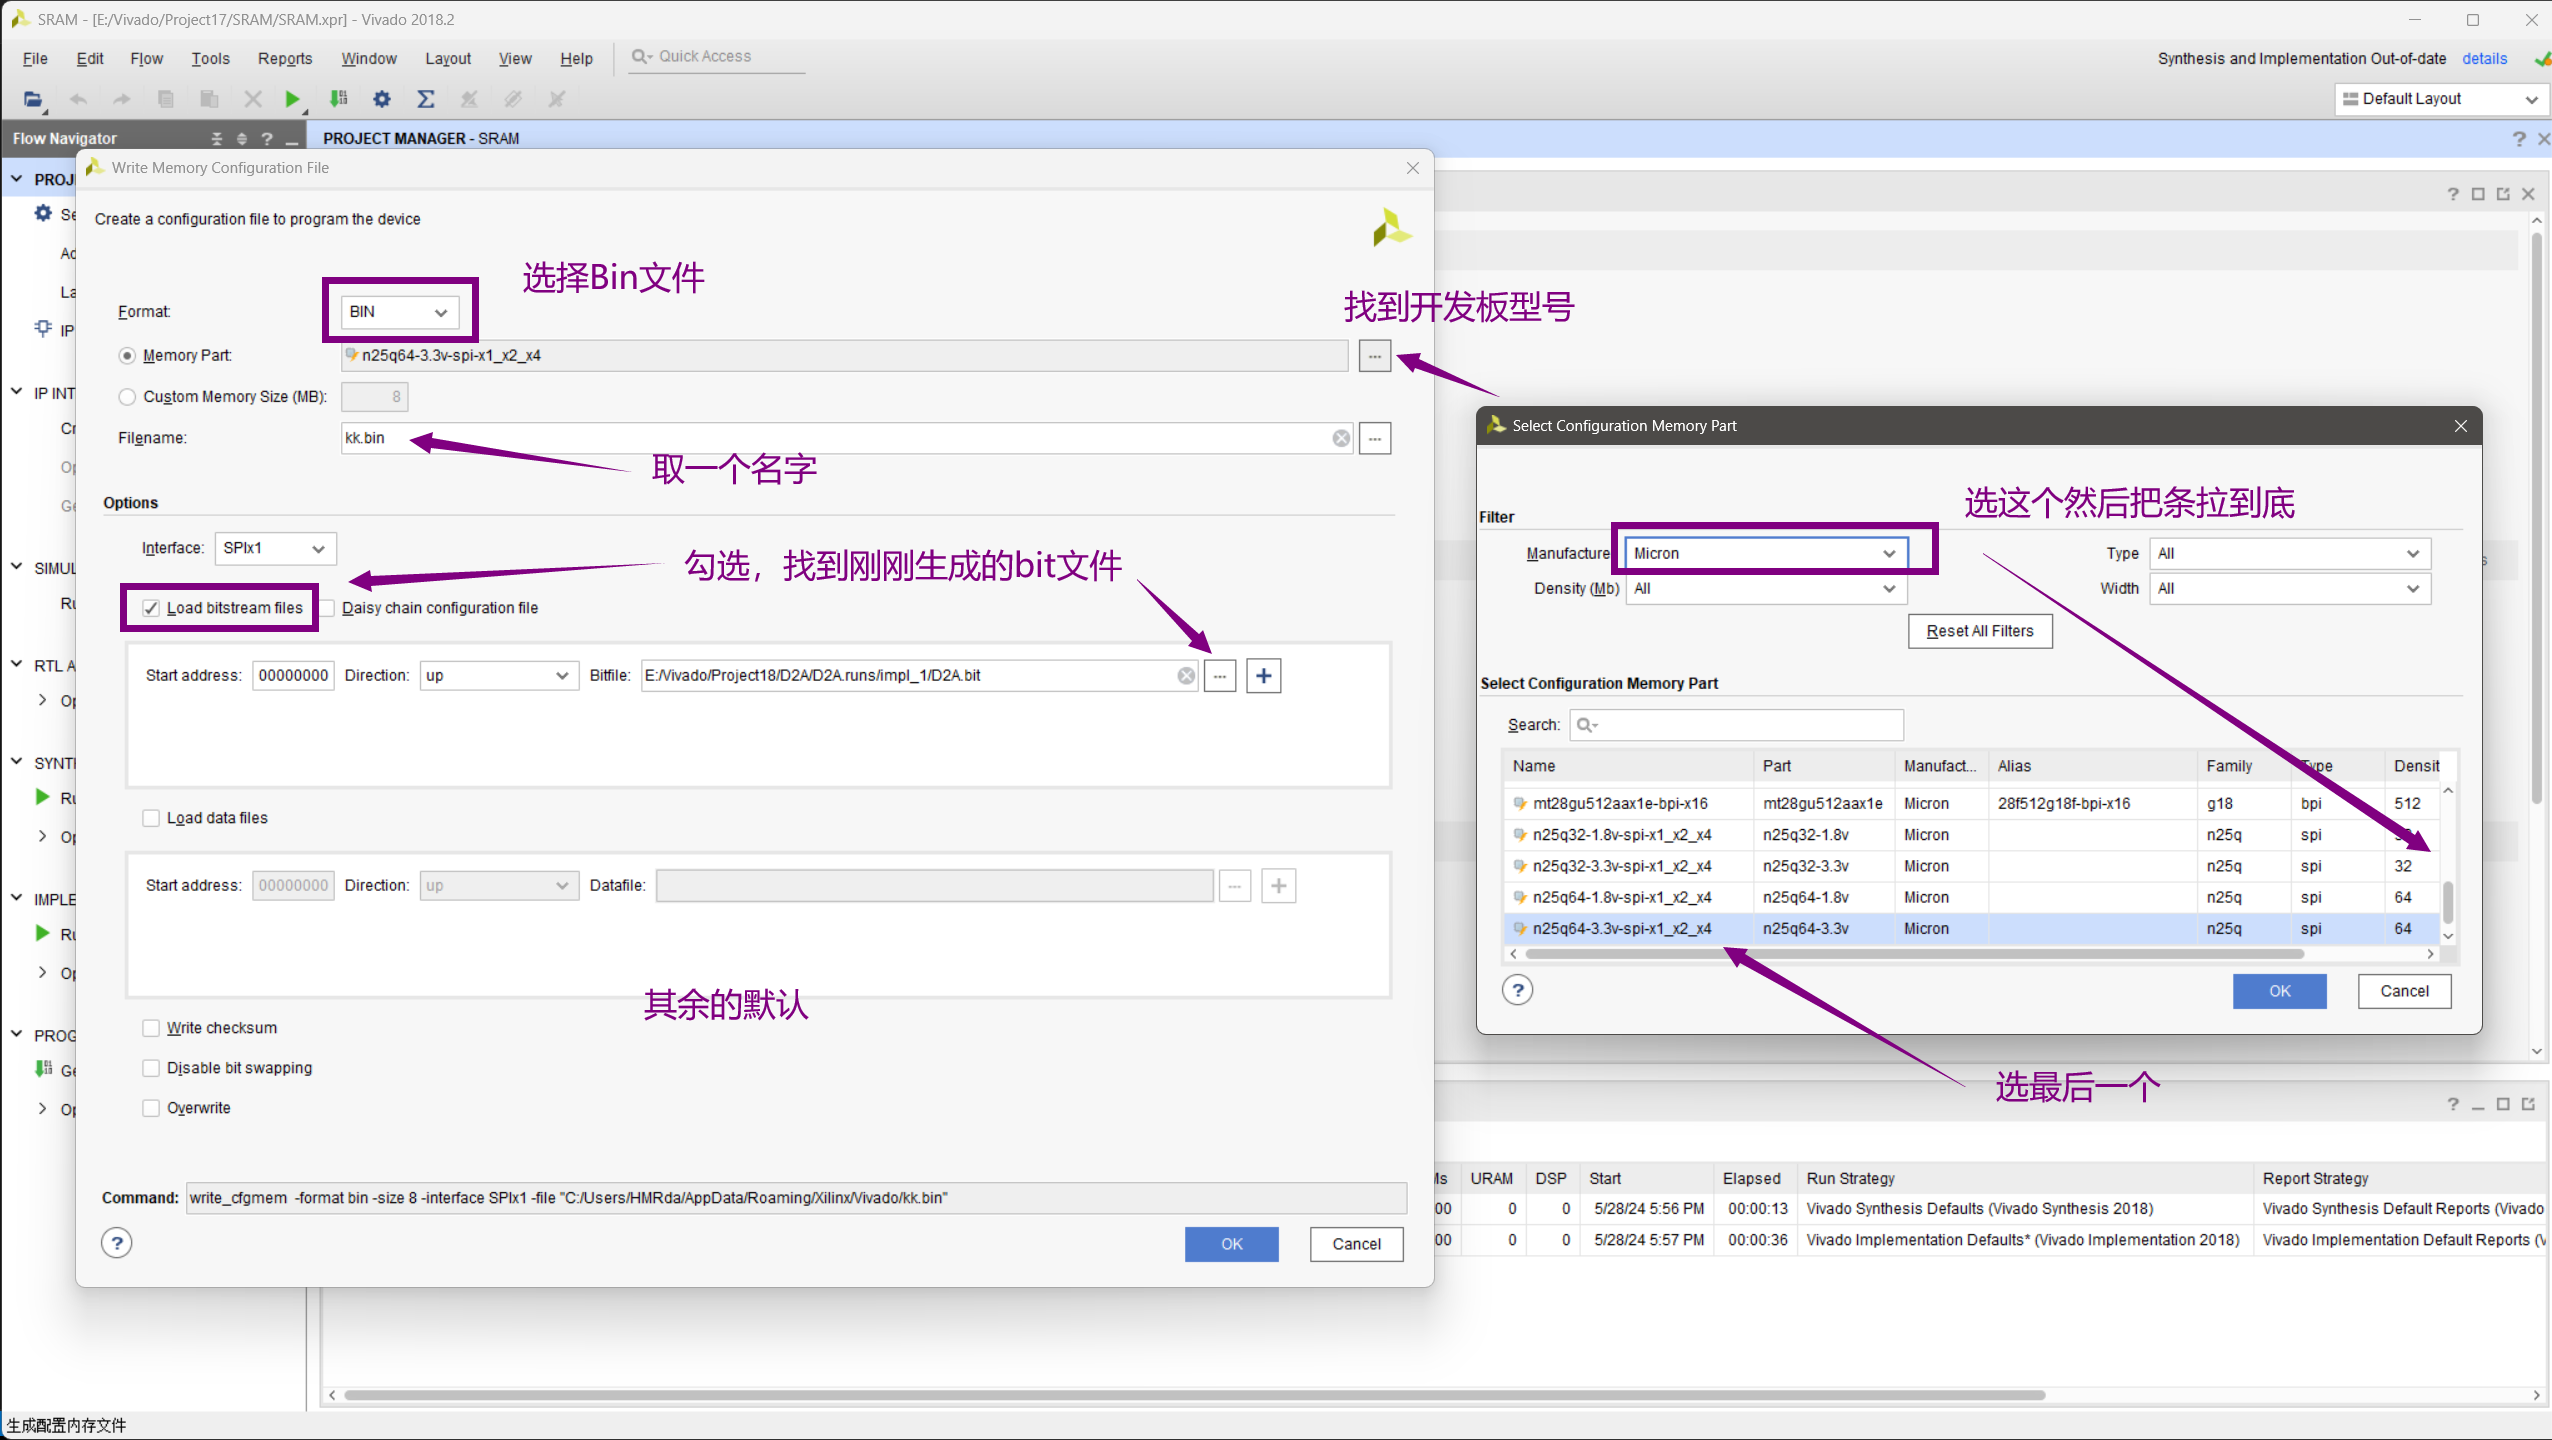 SRAM - [E:/Vivado/Project17/SRAM/SRAM.xpr] - Vivado 2018.2
File Edit Flow Tools Reports Window Layout View Help Quick Access
Synthesis and Implementation Out-of-date details
Default Layout
Flow Navigator
PROJECT MANAGER - SRAM
Write Memory Configuration File
Create a configuration file to program the device
选择Bin文件
Format: BIN
找到开发板型号
Memory Part: n25q64-3.3v-spi-x1_x2_x4
Custom Memory Size (MB): 8
Filename: kk.bin
取一个名字
Options
Interface: SPIx1
勾选，找到刚刚生成的bit文件
Load bitstream files Daisy chain configuration file
Start address: 00000000 Direction: up Bitfile: E:/Vivado/Project18/D2A/D2A.runs/impl_1/D2A.bit
Load data files
Start address: 00000000 Direction: up Datafile:
其余的默认
Write checksum
Disable bit swapping
Overwrite
Command: write_cfgmem -format bin -size 8 -interface SPIx1 -file "C:/Users/HMRda/AppData/Roaming/Xilinx/Vivado/kk.bin"
OK Cancel
PROJ
Se
Ad
La
IP
IP INT
Cr
Op
Ge
SIMUL
Ru
RTL A
Op
SYNTI
Ru
Op
IMPLE
Ru
Op
PROG
Ge
Op
Select Configuration Memory Part
选这个然后把条拉到底
Filter
Manufacture Micron Type All
Density (Mb) All Width All
Reset All Filters
Select Configuration Memory Part
Search:
Name Part Manufact... Alias Family Type Densit
mt28gu512aax1e-bpi-x16 mt28gu512aax1e Micron 28f512g18f-bpi-x16 g18 bpi 512
n25q32-1.8v-spi-x1_x2_x4 n25q32-1.8v Micron n25q spi
n25q32-3.3v-spi-x1_x2_x4 n25q32-3.3v Micron n25q spi 32
n25q64-1.8v-spi-x1_x2_x4 n25q64-1.8v Micron n25q spi 64
n25q64-3.3v-spi-x1_x2_x4 n25q64-3.3v Micron n25q spi 64
OK Cancel
选最后一个
URAM DSP Start Elapsed Run Strategy Report Strategy
00 0 0 5/28/24 5:56 PM 00:00:13 Vivado Synthesis Defaults (Vivado Synthesis 2018) Vivado Synthesis Default Reports (Vivado
00 0 0 5/28/24 5:57 PM 00:00:36 Vivado Implementation Defaults* (Vivado Implementation 2018) Vivado Implementation Default Reports (V
生成配置内存文件